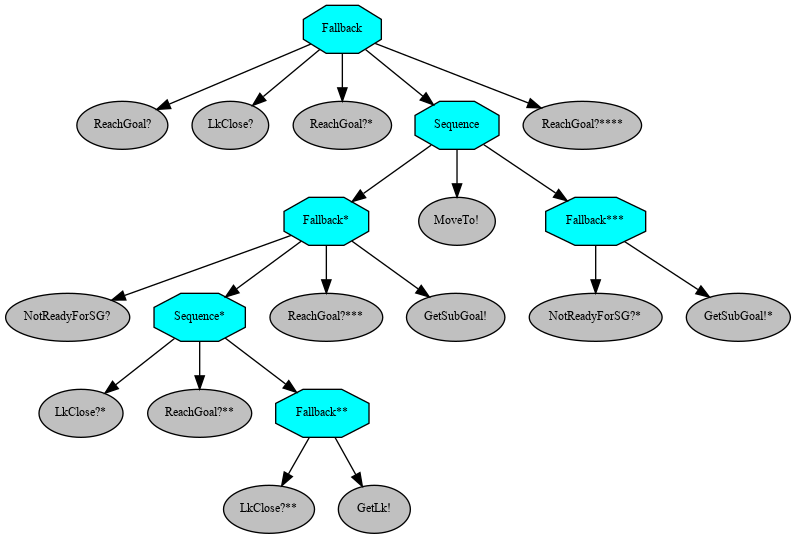 Fallback
ReachGoal?
LkClose?
ReachGoal?*
Sequence
ReachGoal?****
Fallback*
MoveTo!
Fallback***
NotReadyForSG?
Sequence*
ReachGoal?***
GetSubGoal!
NotReadyForSG?*
GetSubGoal!*
LkClose?*
ReachGoal?**
Fallback**
LkClose?**
GetLk!